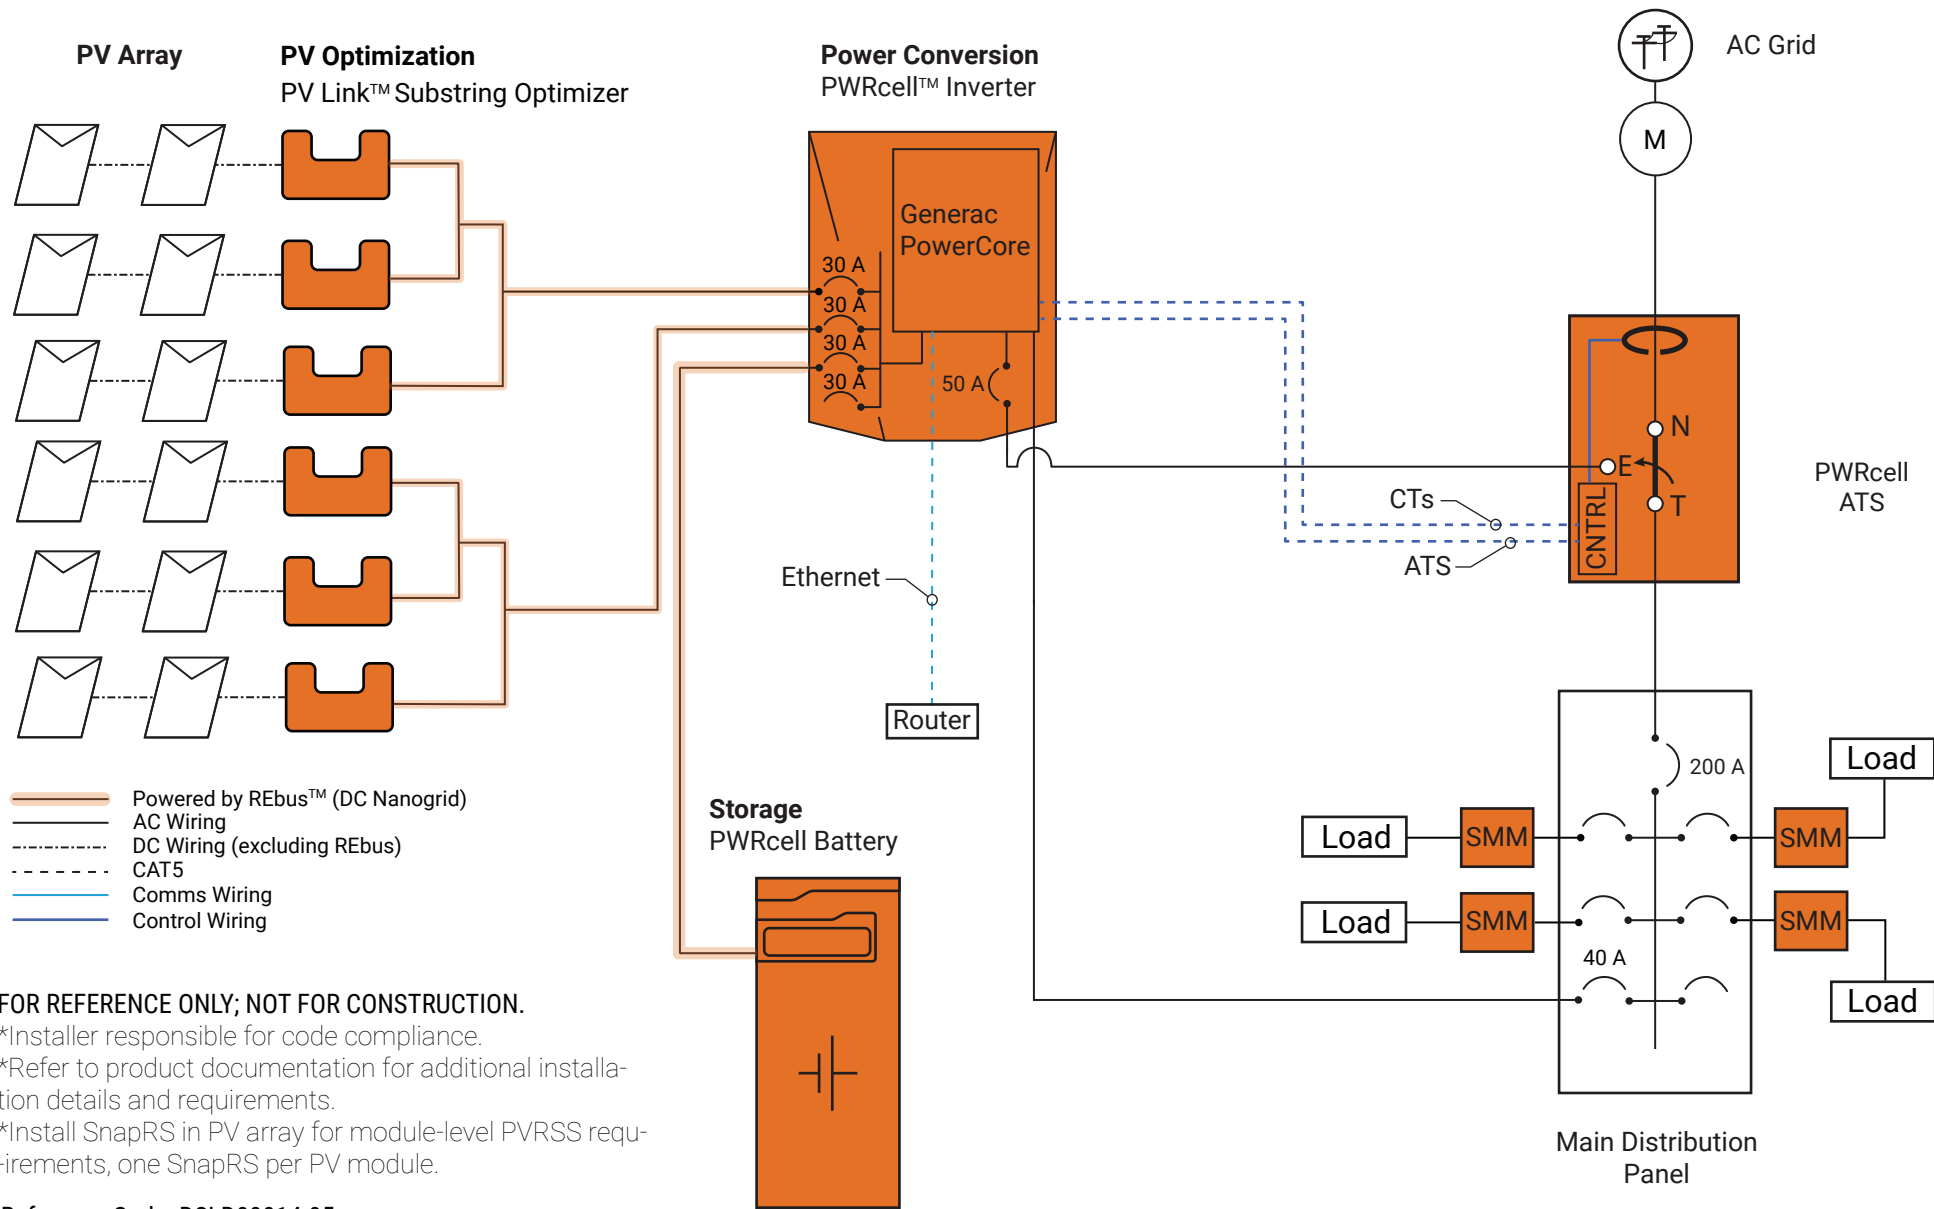 PV Array
PV Optimization
PV Link™ Substring Optimizer
Power Conversion
PWRcell™ Inverter
AC Grid
M
Generac
PowerCore
30 A
30 A
30 A
30 A
50 A
N
E
T
CNTRL
PWRcell
ATS
CTs
ATS
Ethernet
Router
Powered by REbus™ (DC Nanogrid)
AC Wiring
DC Wiring (excluding REbus)
CAT5
Comms Wiring
Control Wiring
Storage
PWRcell Battery
200 A
Load
Load
SMM
SMM
Load
SMM
SMM
40 A
Load
Main Distribution
Panel
FOR REFERENCE ONLY; NOT FOR CONSTRUCTION.
*Installer responsible for code compliance.
*Refer to product documentation for additional installa-
tion details and requirements.
*Install SnapRS in PV array for module-level PVRSS requ-
-irements, one SnapRS per PV module.